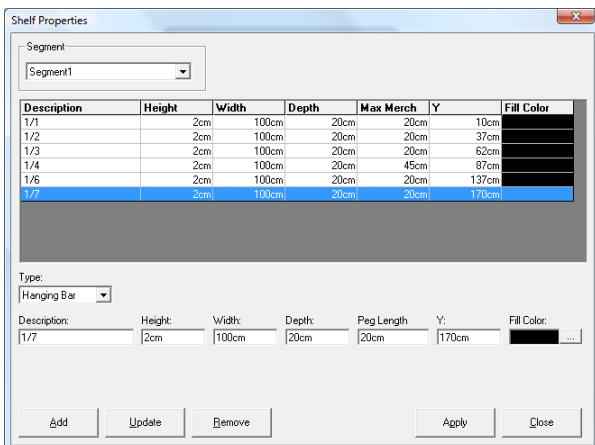 Shelf Properties
Segment
Segment1
Description Height Width Depth Max Merch Y Fill Color
1/1 2cm 100cm 20cm 20cm 10cm
1/2 2cm 100cm 20cm 20cm 37cm
1/3 2cm 100cm 20cm 20cm 62cm
1/4 2cm 100cm 20cm 45cm 87cm
1/6 2cm 100cm 20cm 20cm 137cm
1/7 2cm 100cm 20cm 20cm 170cm
Type:
Hanging Bar
Description: Height: Width: Depth: Peg Length Y: Fill Color:
1/7 2cm 100cm 20cm 20cm 170cm ...
Add Update Remove Apply Close